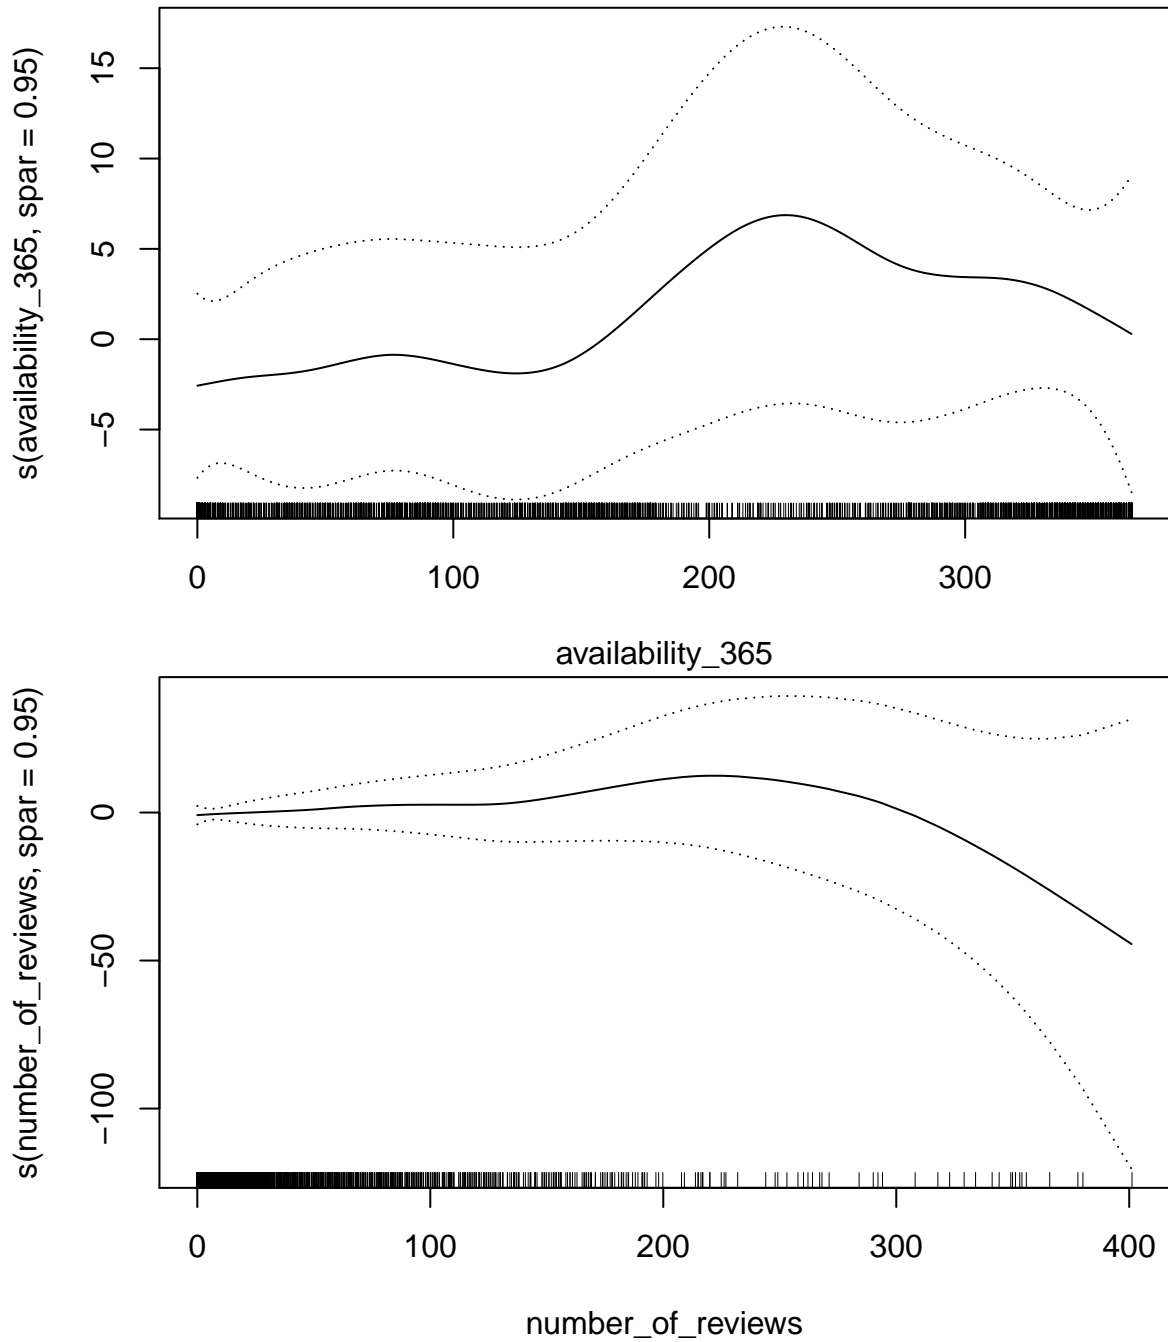 s(availability_365, spar = 0.95)
15
10
5
0
−5
0 100 200 300
availability_365
s(number_of_reviews, spar = 0.95)
0
−50
−100
0 100 200 300 400
number_of_reviews